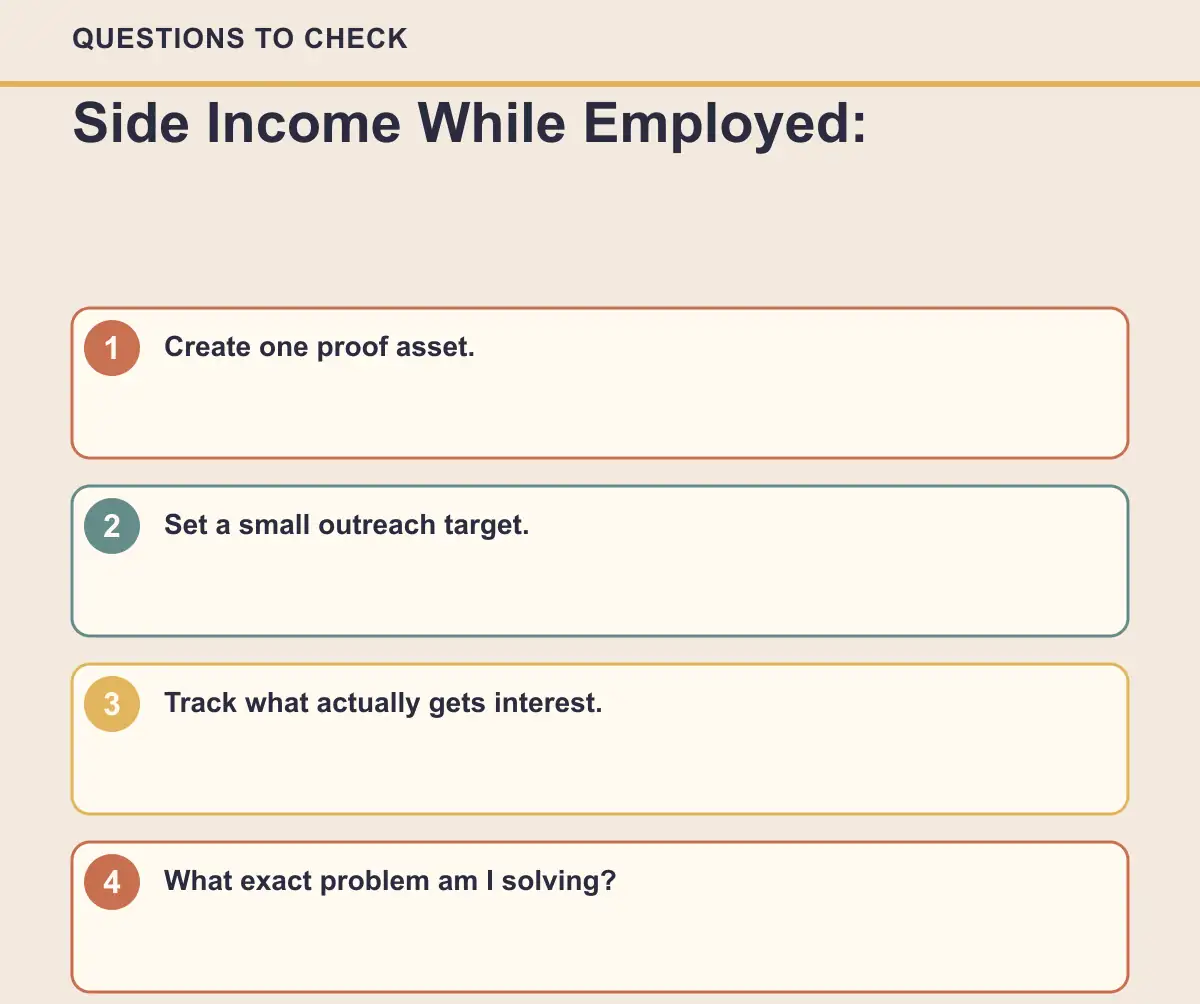 QUESTIONS TO CHECK
Side Income While Employed:
1 Create one proof asset.
2 Set a small outreach target.
3 Track what actually gets interest.
4 What exact problem am I solving?